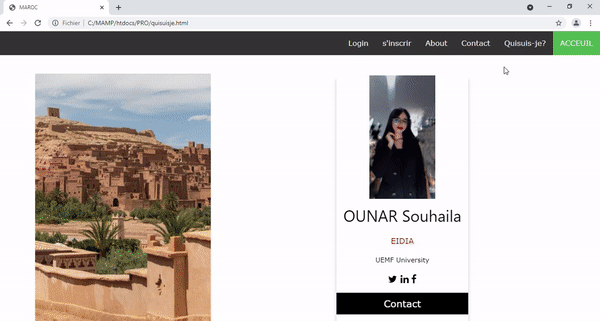 MAROC
Fichier C:/MAMP/htdocs/PRO/quisuisje.html
Login s'inscrir About Contact Quisuis-je? ACCEUIL
OUNAR Souhaila
EIDIA
UEMF University
Contact